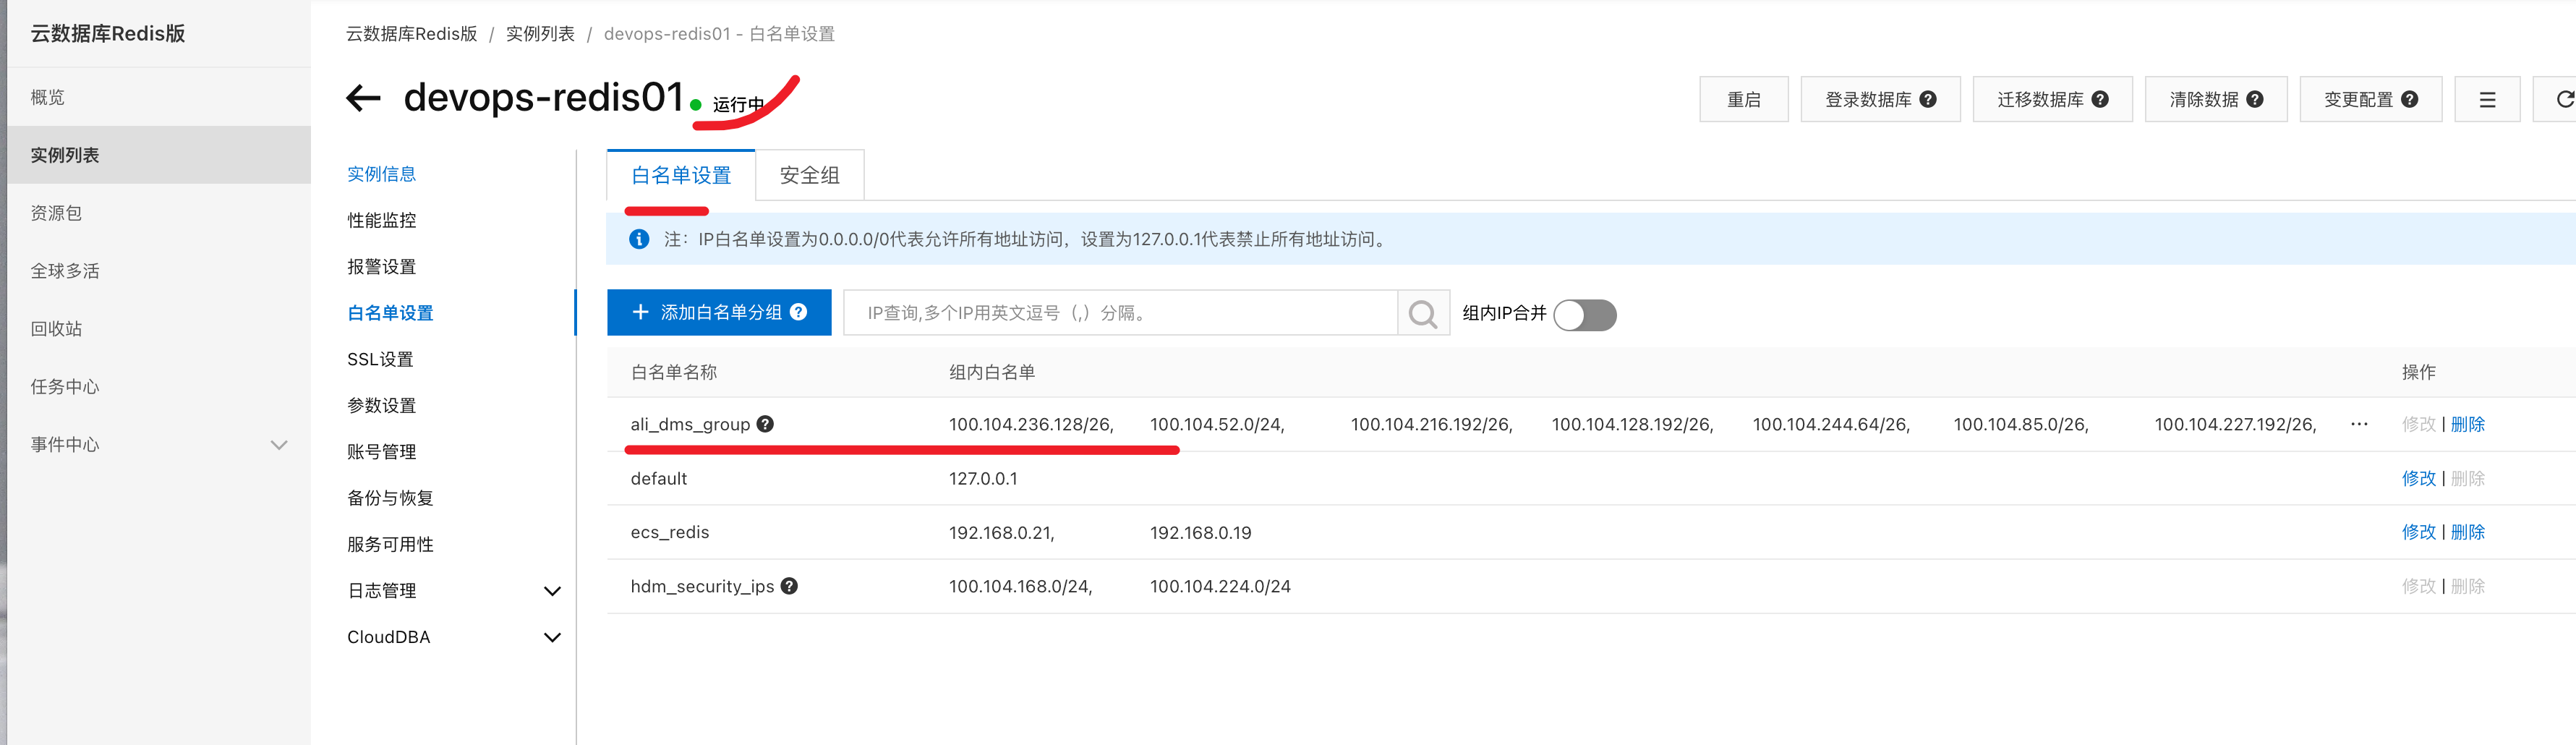 云数据库Redis版
概览
实例列表
资源包
全球多活
回收站
任务中心
事件中心
云数据库Redis版 / 实例列表 / devops-redis01 - 白名单设置
devops-redis01 运行中
重启 登录数据库 迁移数据库 清除数据 变更配置
实例信息
性能监控
报警设置
白名单设置
SSL设置
参数设置
账号管理
备份与恢复
服务可用性
日志管理
CloudDBA
白名单设置 安全组
注：IP白名单设置为0.0.0.0/0代表允许所有地址访问，设置为127.0.0.1代表禁止所有地址访问。
+ 添加白名单分组 IP查询,多个IP用英文逗号（,）分隔。 组内IP合并
白名单名称 组内白名单 操作
ali_dms_group 100.104.236.128/26, 100.104.52.0/24, 100.104.216.192/26, 100.104.128.192/26, 100.104.244.64/26, 100.104.85.0/26, 100.104.227.192/26, ... 修改 | 删除
default 127.0.0.1 修改 | 删除
ecs_redis 192.168.0.21, 192.168.0.19 修改 | 删除
hdm_security_ips 100.104.168.0/24, 100.104.224.0/24 修改 | 删除